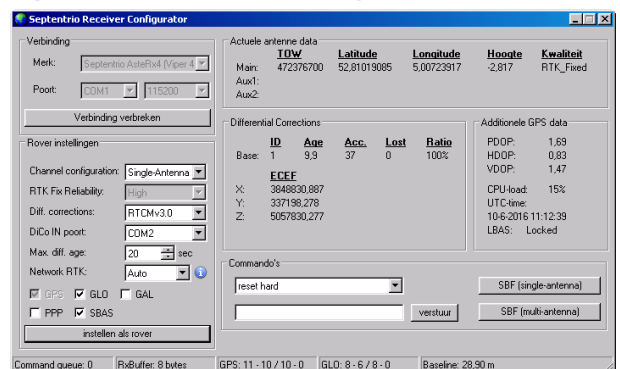 Septentrio Receiver Configurator
Verbinding
Merk: Septentrio AsteRx4 (Viper 4
Poort: COM1 115200
Verbinding verbreken
Rover instellingen
Channel configuration: Single-Antenna
RTK Fix Reliability: High
Diff. corrections: RTCMv3.0
DiCo IN poort: COM2
Max. diff. age: 20 sec
Network RTK: Auto
GPS GLO GAL
PPP SBAS
instellen als rover
Actuele antenne data
TOW Latitude Longitude Hoogte Kwaliteit
Main: 472376700 52,81019085 5,00723917 -2,817 RTK_Fixed
Aux1:
Aux2:
Differential Corrections
ID Age Acc. Lost Ratio
Base: 1 9,9 37 0 100%
ECEF
X: 3848830,887
Y: 337198,278
Z: 5057830,277
Additionele GPS data
PDOP: 1,69
HDOP: 0,83
VDOP: 1,47
CPU-load: 15%
UTC-time:
10-6-2016 11:12:39
LBAS: Locked
Commando's
reset hard
verstuur
SBF (single-antenna)
SBF (multi-antenna)
Command queue: 0 RxBuffer: 8 bytes GPS: 11 - 10 / 10 - 0 GLO: 8 - 6 / 8 - 0 Baseline: 28,90 m